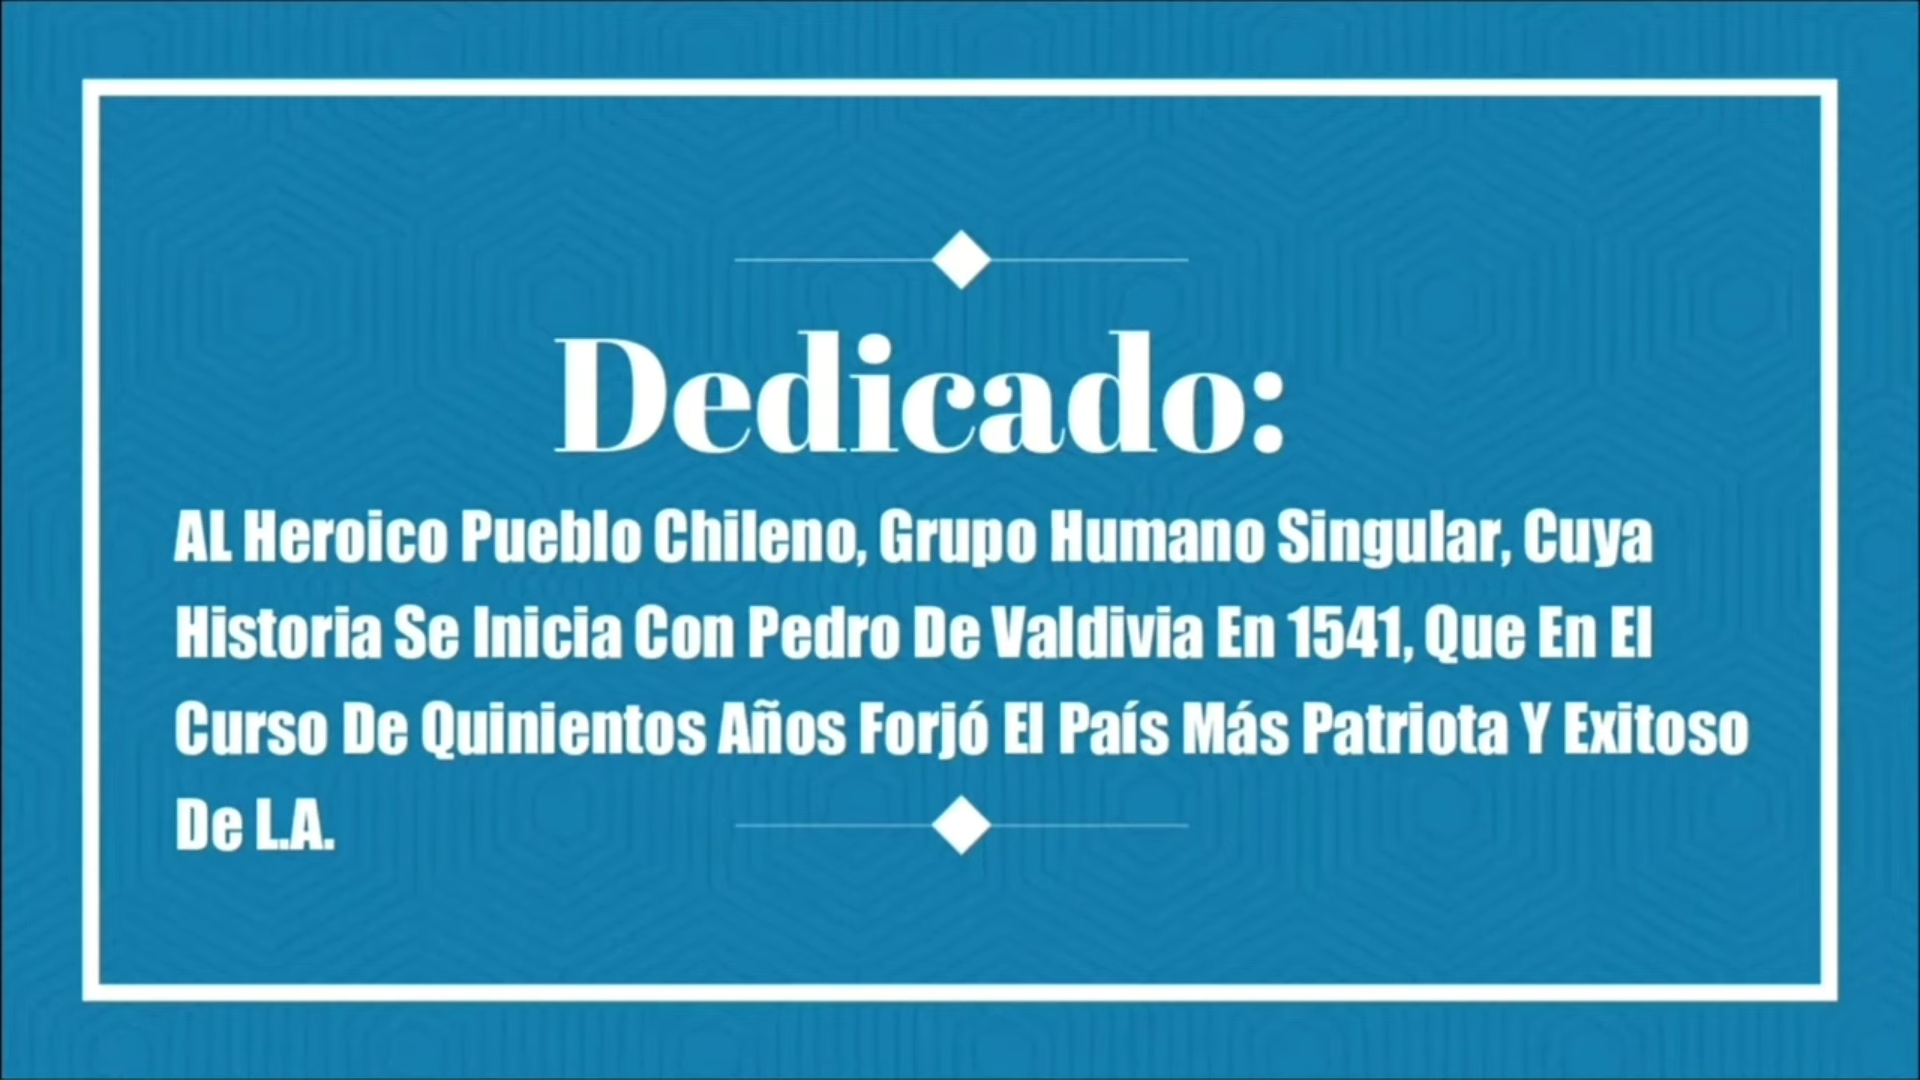 Dedicado:
AL Heroico Pueblo Chileno, Grupo Humano Singular, Cuya
Historia Se Inicia Con Pedro De Valdivia En 1541, Que En El
Curso De Quinientos Años Forjó El País Más Patriota Y Exitoso
De L.A.